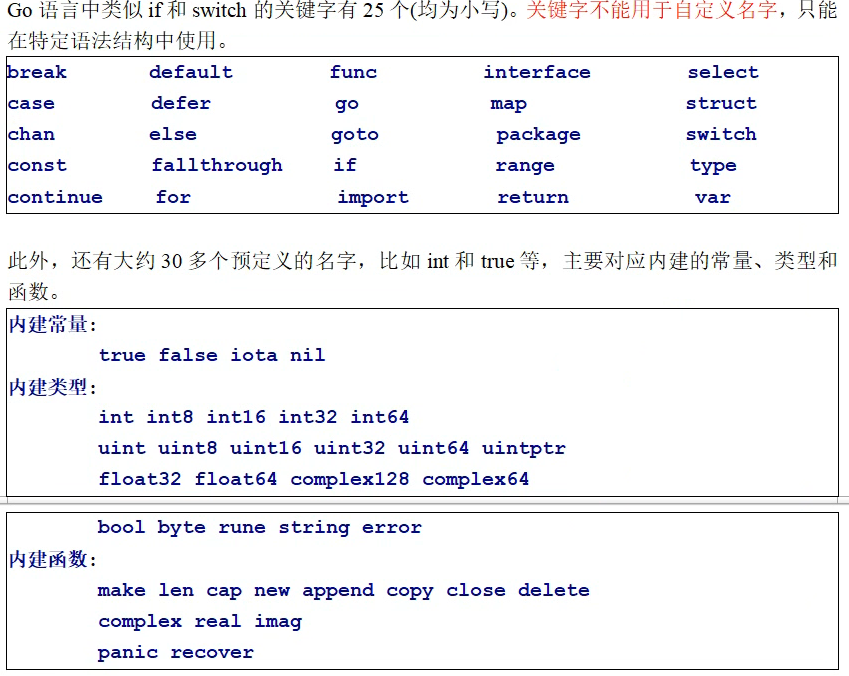 Go 语言中类似 if 和 switch 的关键字有 25 个(均为小写)。关键字不能用于自定义名字，只能
在特定语法结构中使用。
break default func interface select
case defer go map struct
chan else goto package switch
const fallthrough if range type
continue for import return var
此外，还有大约 30 多个预定义的名字，比如 int 和 true 等，主要对应内建的常量、类型和
函数。
内建常量:
true false iota nil
内建类型:
int int8 int16 int32 int64
uint uint8 uint16 uint32 uint64 uintptr
float32 float64 complex128 complex64
bool byte rune string error
内建函数:
make len cap new append copy close delete
complex real imag
panic recover